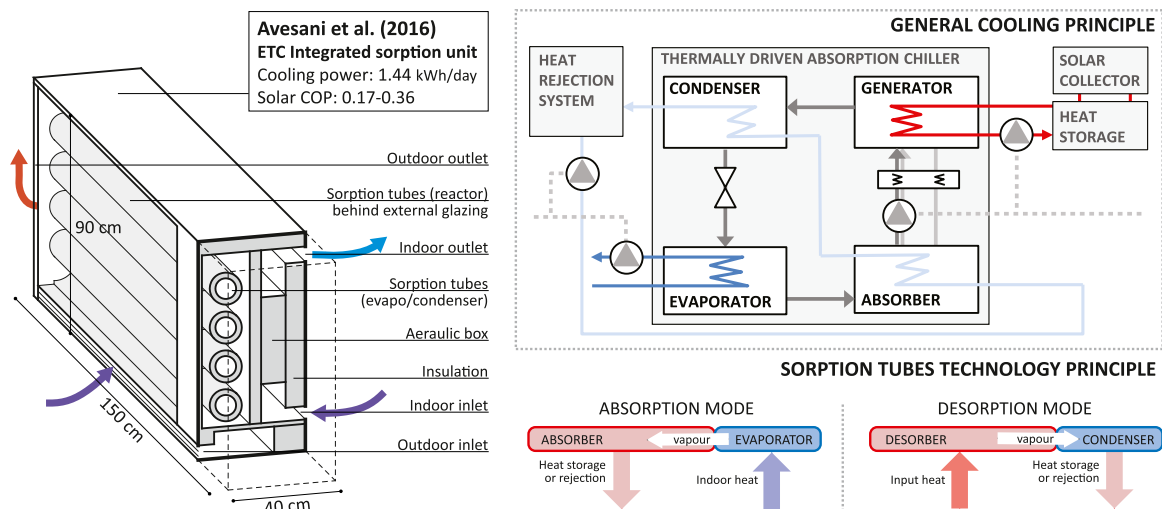 Avesani et al. (2016)
ETC Integrated sorption unit
Cooling power: 1.44 kWh/day
Solar COP: 0.17-0.36
Outdoor outlet
Sorption tubes (reactor)
behind external glazing
90 cm
Indoor outlet
Sorption tubes
(evapo/condenser)
Aeraulic box
Insulation
Indoor inlet
Outdoor inlet
150 cm
40 cm
GENERAL COOLING PRINCIPLE
HEAT
REJECTION
SYSTEM
THERMALLY DRIVEN ABSORPTION CHILLER
CONDENSER
GENERATOR
SOLAR
COLLECTOR
HEAT
STORAGE
EVAPORATOR
ABSORBER
SORPTION TUBES TECHNOLOGY PRINCIPLE
ABSORPTION MODE
ABSORBER
vapour
EVAPORATOR
Heat storage
or rejection
Indoor heat
DESORPTION MODE
DESORBER
vapour
CONDENSER
Input heat
Heat storage
or rejection